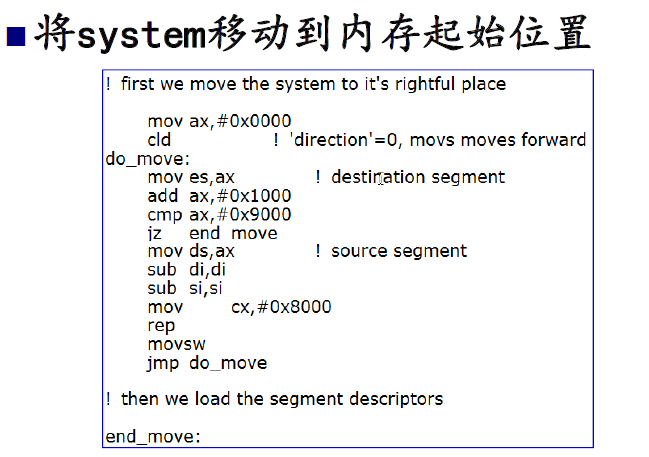 将system移动到内存起始位置
! first we move the system to it's rightful place
mov ax,#0x0000
cld ! 'direction'=0, movs moves forward
do_move:
mov es,ax ! destination segment
add ax,#0x1000
cmp ax,#0x9000
jz end_move
mov ds,ax ! source segment
sub di,di
sub si,si
mov cx,#0x8000
rep
movsw
jmp do_move
! then we load the segment descriptors
end_move: